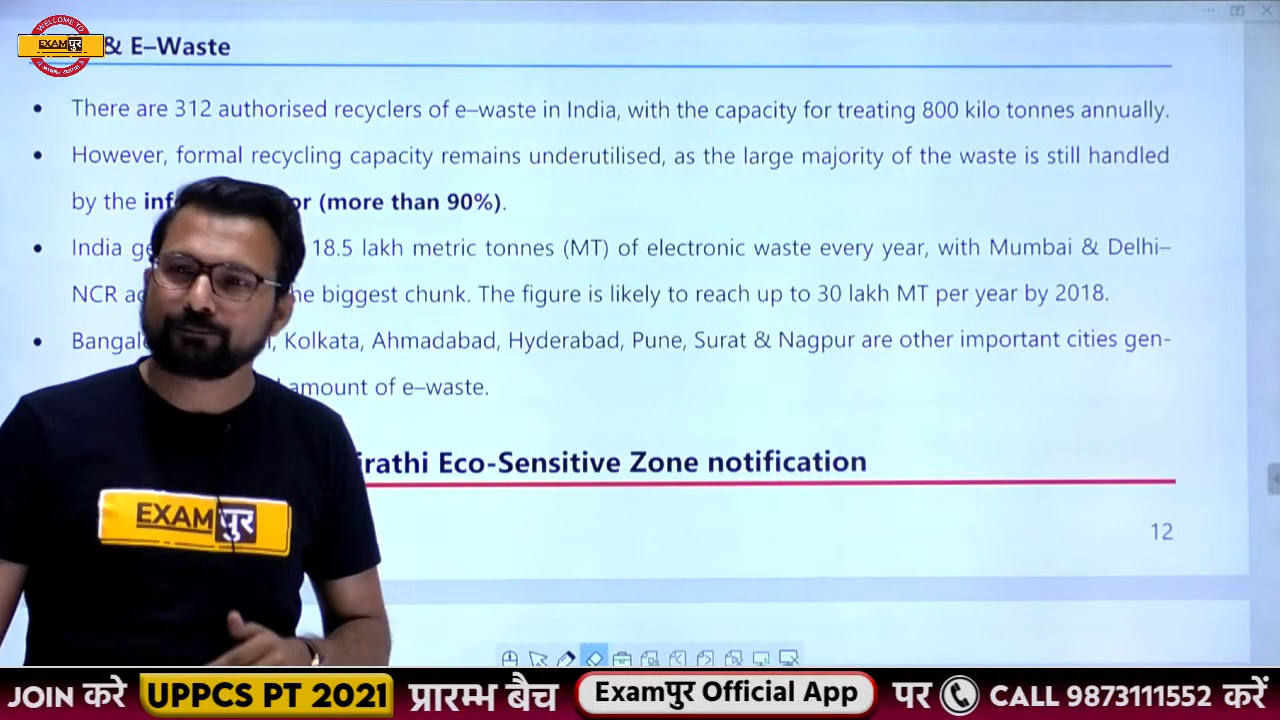 WELCOME TO
EXAMपुर
& E–Waste
• There are 312 authorised recyclers of e–waste in India, with the capacity for treating 800 kilo tonnes annually.
• However, formal recycling capacity remains underutilised, as the large majority of the waste is still handled
by the inf or (more than 90%).
• India ge 18.5 lakh metric tonnes (MT) of electronic waste every year, with Mumbai & Delhi–
NCR ac he biggest chunk. The figure is likely to reach up to 30 lakh MT per year by 2018.
• Bangal i, Kolkata, Ahmadabad, Hyderabad, Pune, Surat & Nagpur are other important cities gen-
amount of e–waste.
irathi Eco-Sensitive Zone notification
12
EXAMपुर
JOIN करे UPPCS PT 2021 प्रारम्भ बैच Examपुर Official App पर CALL 9873111552 करें